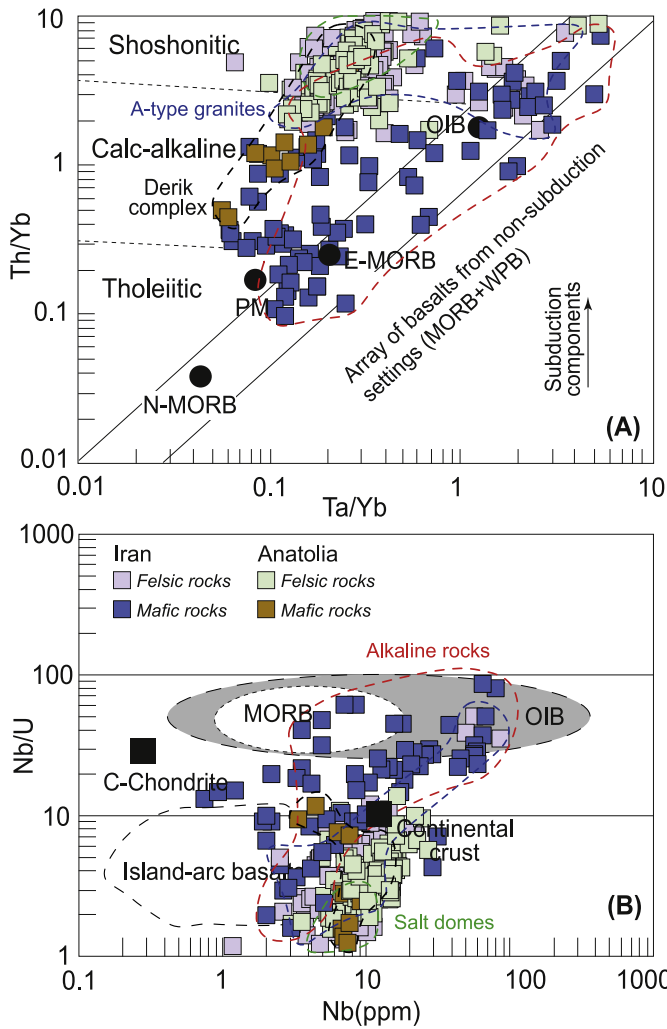 10
1
0.1
0.01
Th/Yb
Shoshonitic
A-type granites
Calc-alkaline
OIB
Derik
complex
E-MORB
Tholeiitic
PM
Array of basalts from non-subduction
settings (MORB+WPB)
Subduction
components
N-MORB
(A)
0.01
0.1
1
10
Ta/Yb
1000
100
10
1
Nb/U
Iran
Anatolia
Felsic rocks
Felsic rocks
Mafic rocks
Mafic rocks
Alkaline rocks
MORB
OIB
C-Chondrite
Continental
crust
Island-arc basalts
Salt domes
(B)
0.1
1
10
100
1000
Nb(ppm)